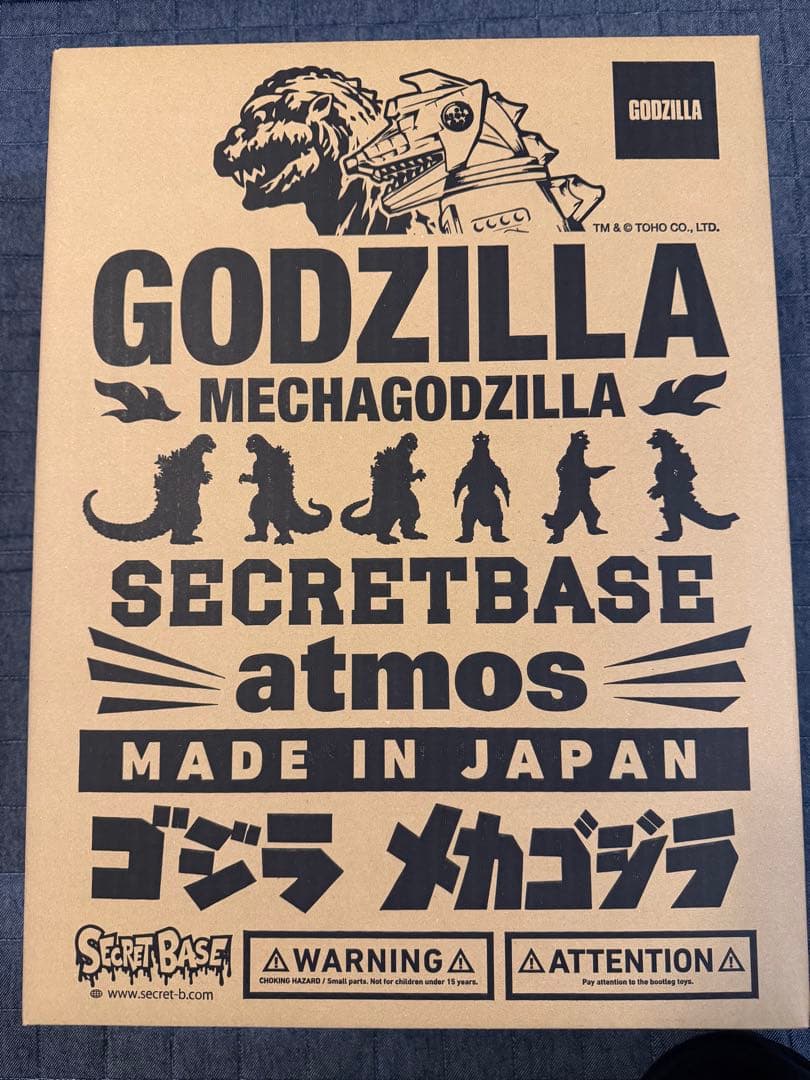 GODZILLA
TM & © TOHO CO., LTD.
GODZILLA
MECHAGODZILLA
SECRETBASE
atmos
MADE IN JAPAN
ゴジラ メカゴジラ
SECRET BASE
www.secret-b.com
WARNING
CHOKING HAZARD / Small parts. Not for children under 15 years.
ATTENTION
Pay attention to the bootleg toys.